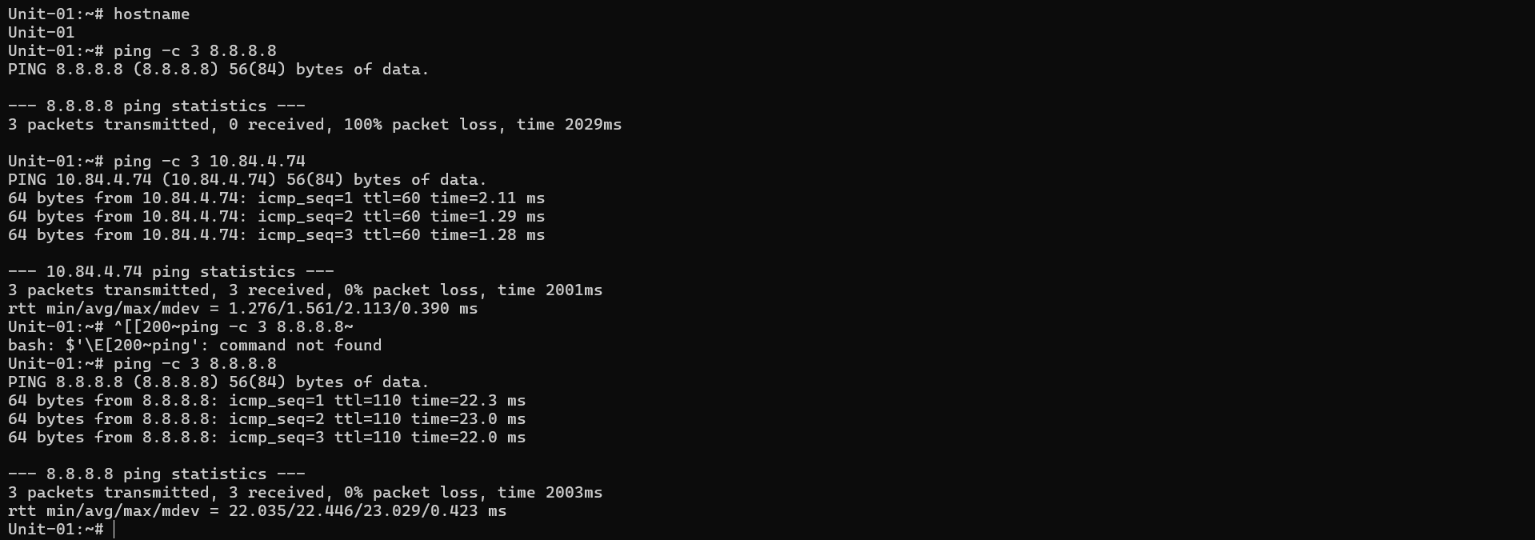 Unit-01:~# hostname
Unit-01
Unit-01:~# ping -c 3 8.8.8.8
PING 8.8.8.8 (8.8.8.8) 56(84) bytes of data.

--- 8.8.8.8 ping statistics ---
3 packets transmitted, 0 received, 100% packet loss, time 2029ms

Unit-01:~# ping -c 3 10.84.4.74
PING 10.84.4.74 (10.84.4.74) 56(84) bytes of data.
64 bytes from 10.84.4.74: icmp_seq=1 ttl=60 time=2.11 ms
64 bytes from 10.84.4.74: icmp_seq=2 ttl=60 time=1.29 ms
64 bytes from 10.84.4.74: icmp_seq=3 ttl=60 time=1.28 ms

--- 10.84.4.74 ping statistics ---
3 packets transmitted, 3 received, 0% packet loss, time 2001ms
rtt min/avg/max/mdev = 1.276/1.561/2.113/0.390 ms
Unit-01:~# ^[[200~ping -c 3 8.8.8.8~
bash: $'\E[200~ping': command not found
Unit-01:~# ping -c 3 8.8.8.8
PING 8.8.8.8 (8.8.8.8) 56(84) bytes of data.
64 bytes from 8.8.8.8: icmp_seq=1 ttl=110 time=22.3 ms
64 bytes from 8.8.8.8: icmp_seq=2 ttl=110 time=23.0 ms
64 bytes from 8.8.8.8: icmp_seq=3 ttl=110 time=22.0 ms

--- 8.8.8.8 ping statistics ---
3 packets transmitted, 3 received, 0% packet loss, time 2003ms
rtt min/avg/max/mdev = 22.035/22.446/23.029/0.423 ms
Unit-01:~#